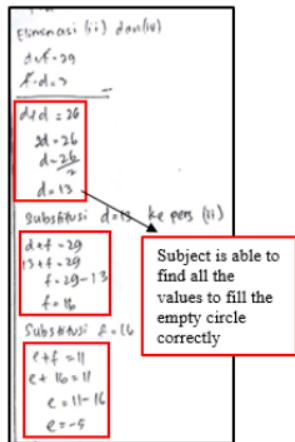 Eliminasi (ii) dan (iv)
d+f=29
f-d=3
d+d=26
2d=26
d=26/2
d=13
Substitusi d=13 ke pers (ii)
d+f=29
13+f=29
f=29-13
f=16
Substitusi f=16
e+f=11
e+16=11
e=11-16
e=-5
Subject is able to
find all the
values to fill the
empty circle
correctly